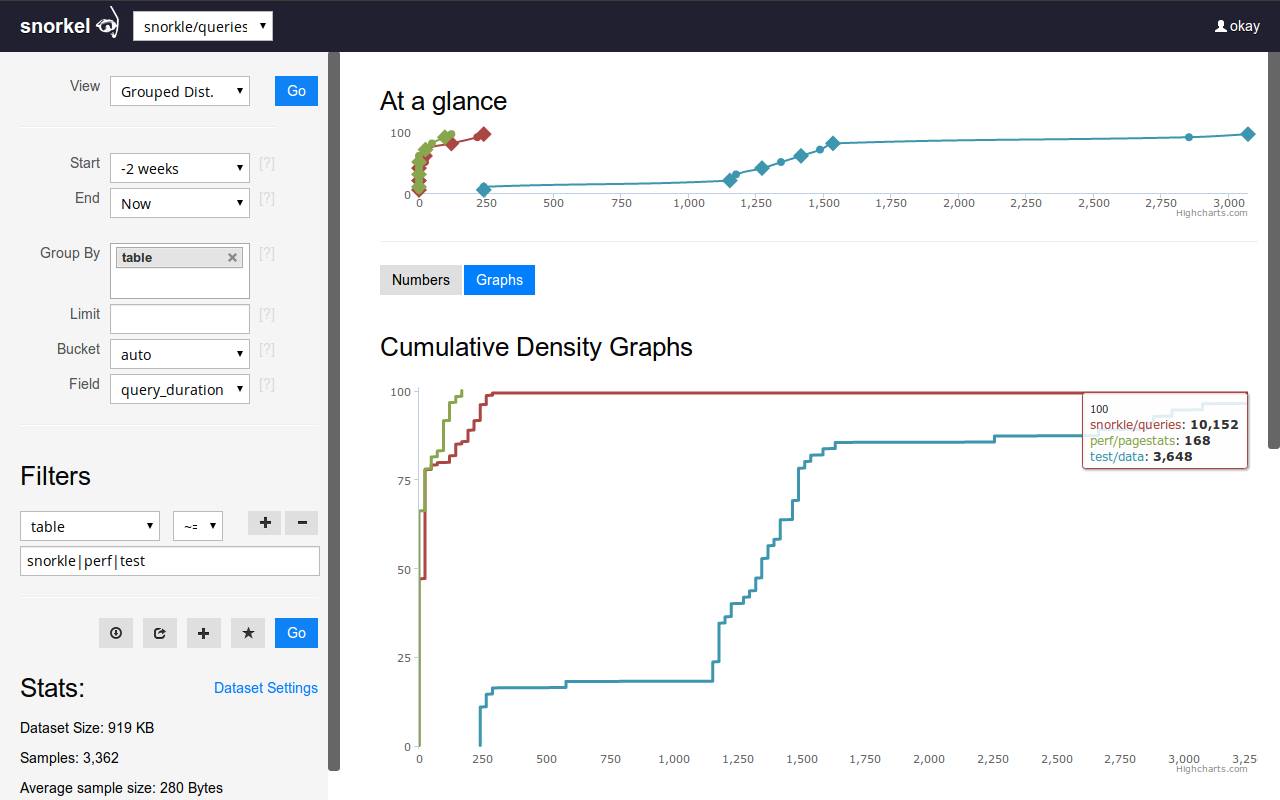 snorkel
snorkle/queries
okay
View
Grouped Dist.
Go
Start
-2 weeks
[?]
End
Now
[?]
Group By
table
[?]
Limit
[?]
Bucket
auto
[?]
Field
query_duration
[?]
Filters
table
~=
+
−
snorkle|perf|test
Go
Stats:
Dataset Settings
Dataset Size: 919 KB
Samples: 3,362
Average sample size: 280 Bytes
At a glance
100
0
0 250 500 750 1,000 1,250 1,500 1,750 2,000 2,250 2,500 2,750 3,000
Highcharts.com
Numbers
Graphs
Cumulative Density Graphs
100
75
50
25
0
100
snorkle/queries: 10,152
perf/pagestats: 168
test/data: 3,648
0 250 500 750 1,000 1,250 1,500 1,750 2,000 2,250 2,500 2,750 3,000 3,25
Highcharts.com